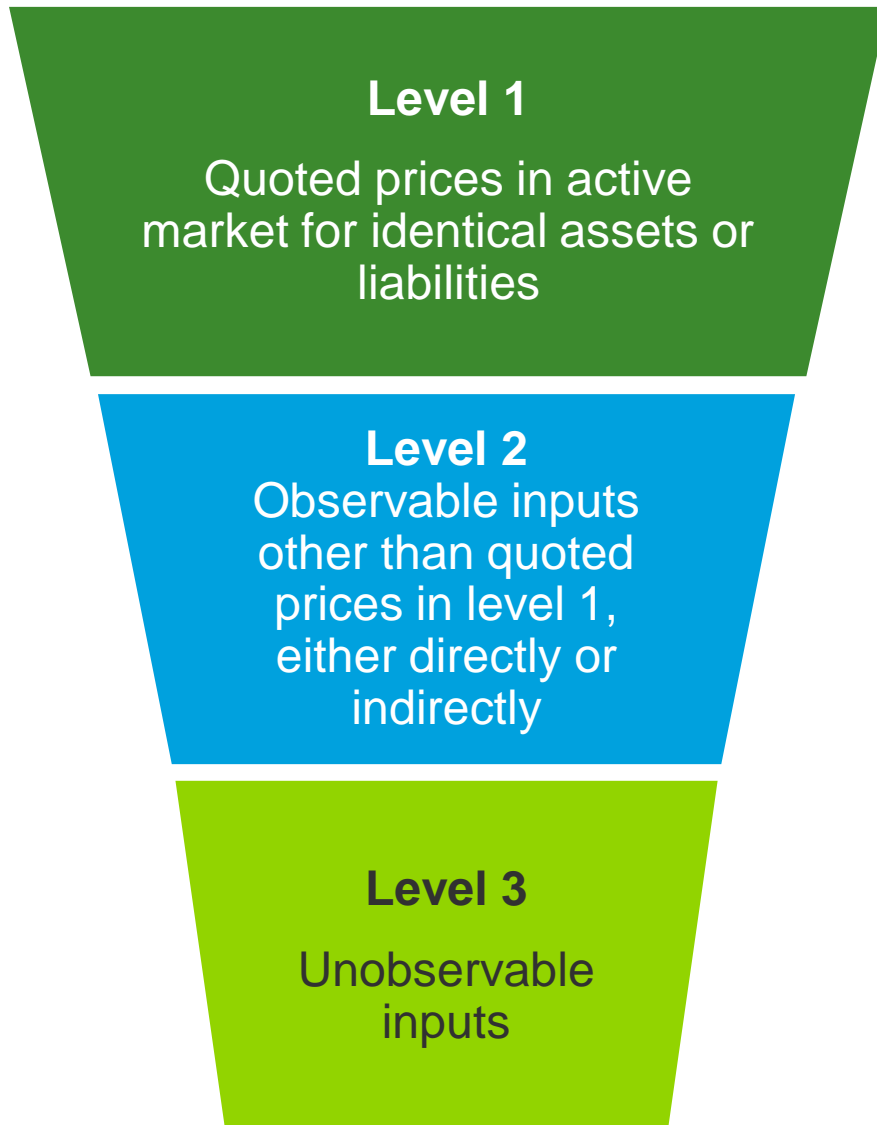 Level 1
Quoted prices in active
market for identical assets or
liabilities
Level 2
Observable inputs
other than quoted
prices in level 1,
either directly or
indirectly
Level 3
Unobservable
inputs